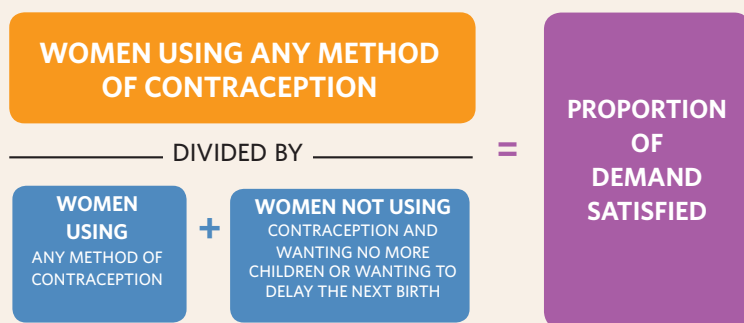 WOMEN USING ANY METHOD
OF CONTRACEPTION
DIVIDED BY
=
WOMEN
USING
ANY METHOD OF
CONTRACEPTION
+
WOMEN NOT USING
CONTRACEPTION AND
WANTING NO MORE
CHILDREN OR WANTING TO
DELAY THE NEXT BIRTH
PROPORTION
OF
DEMAND
SATISFIED